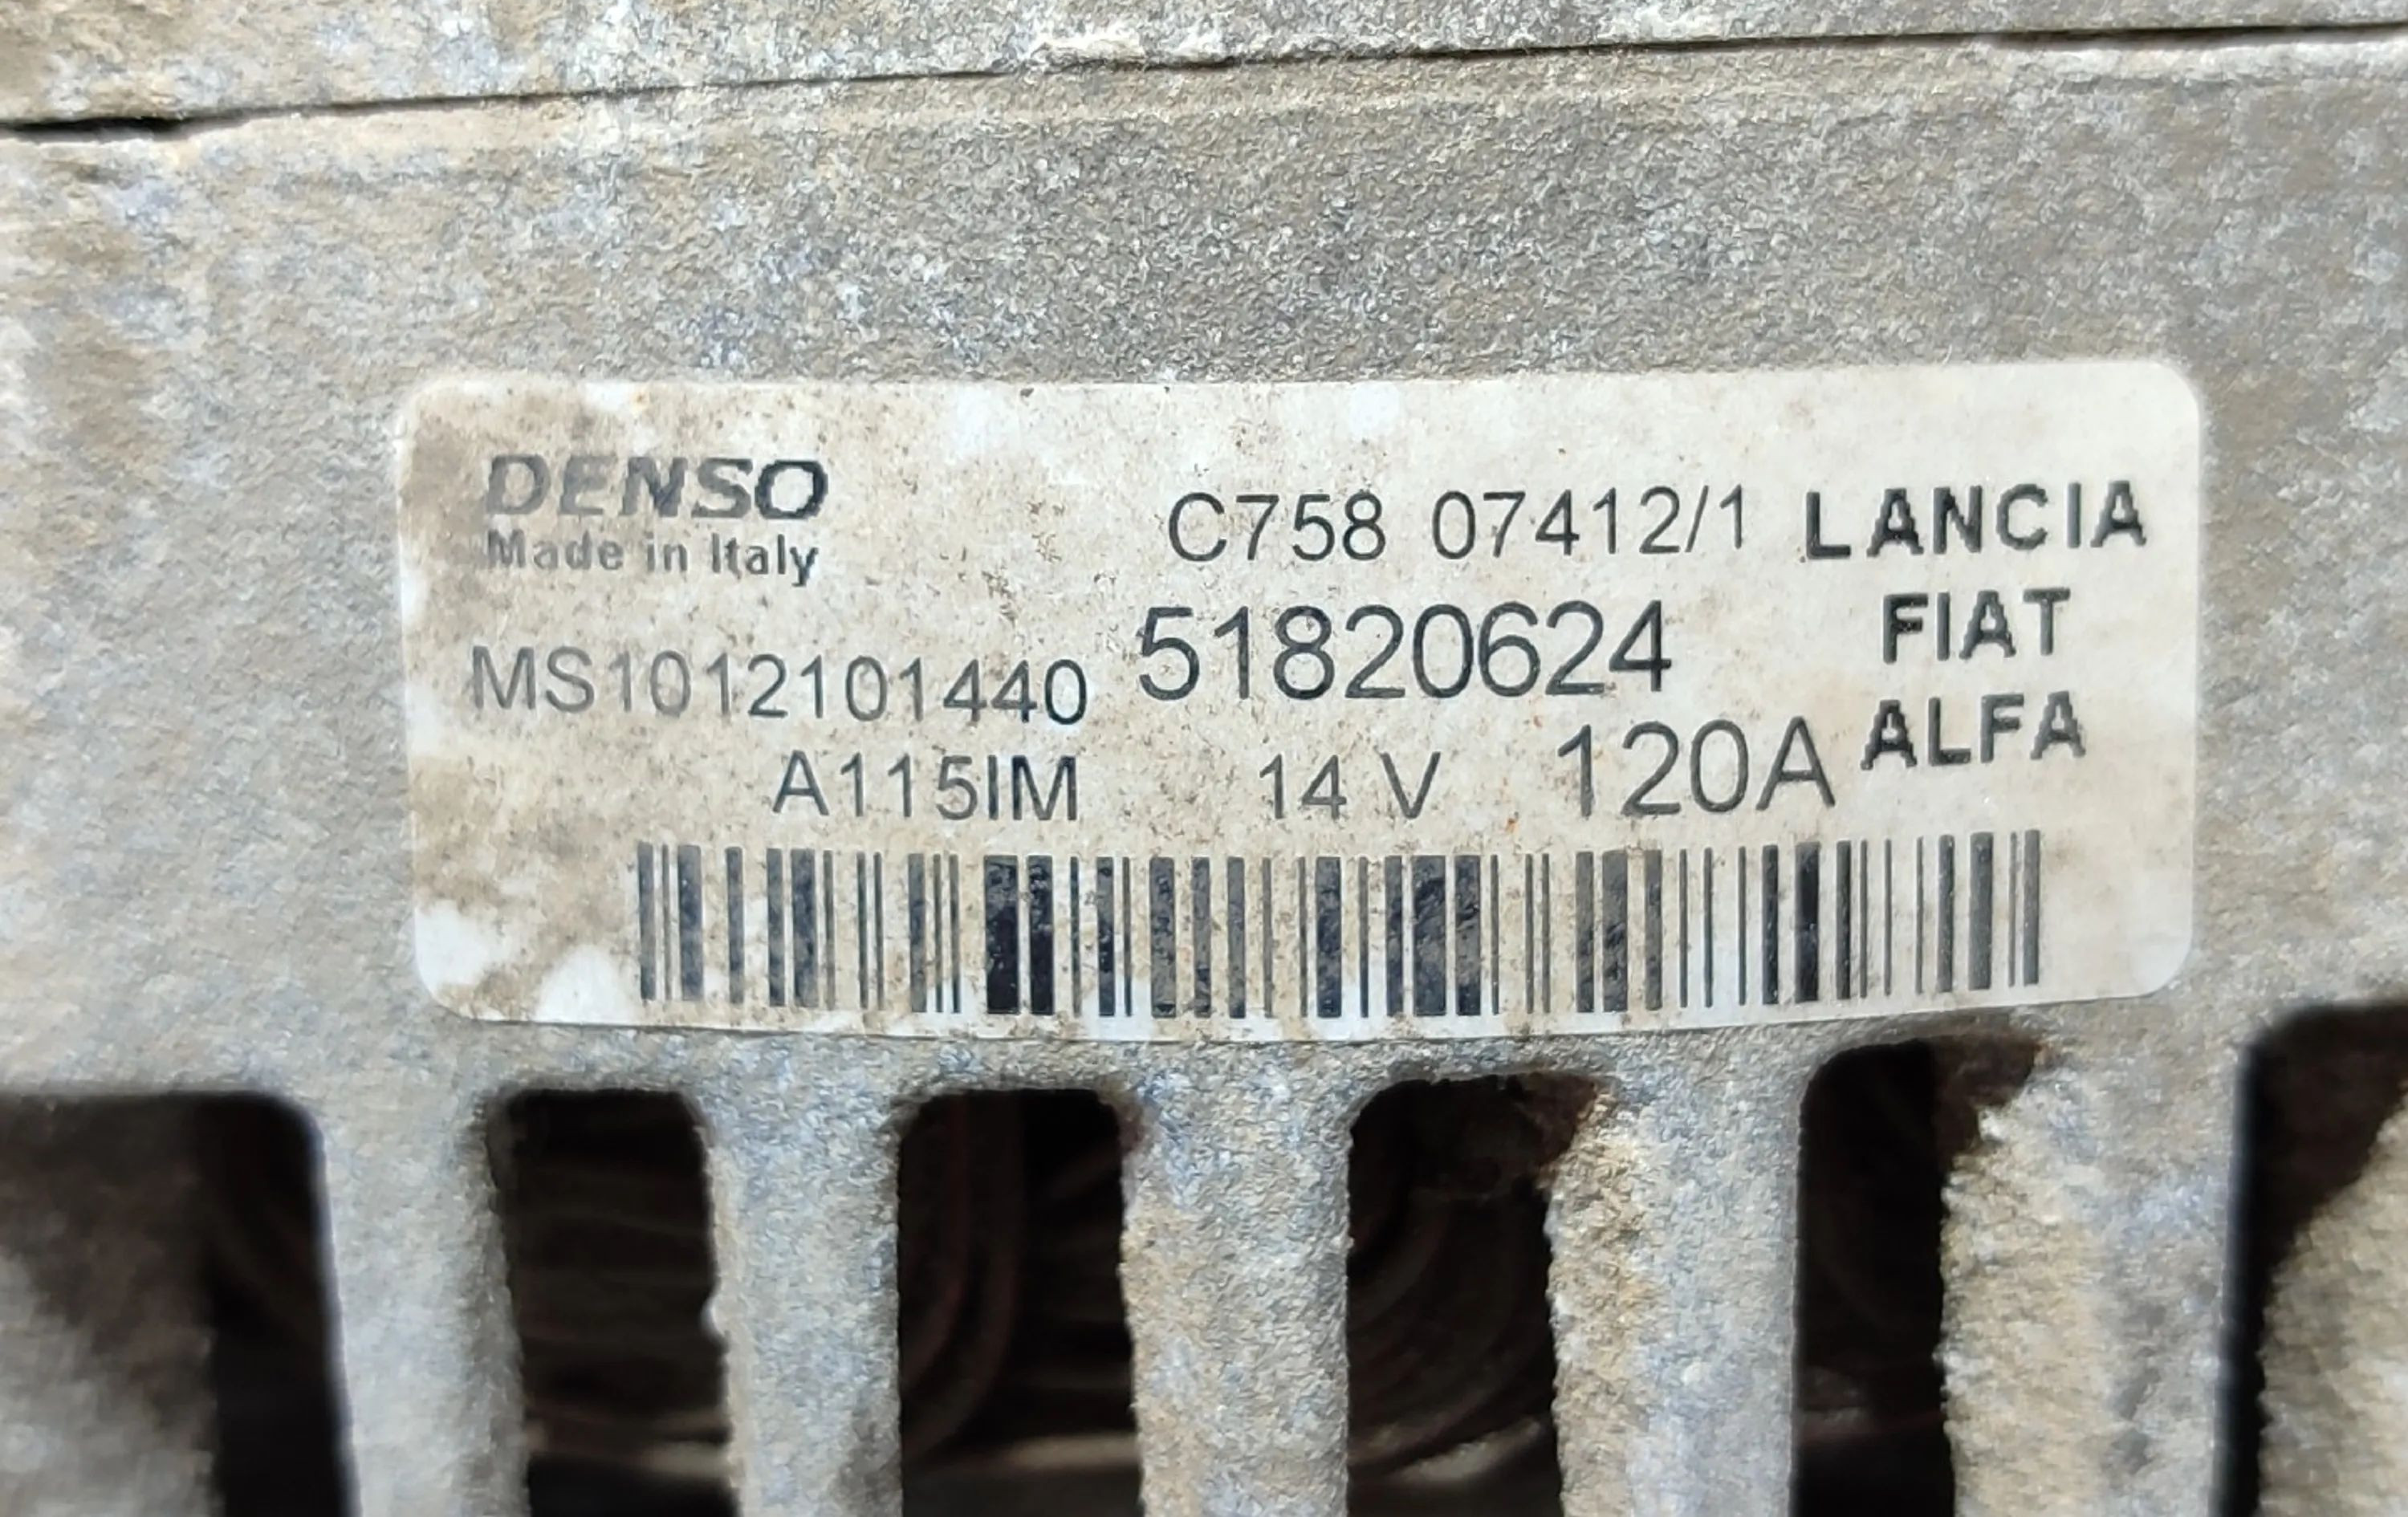 DENSO
Made in Italy
C758 07412/1 LANCIA
MS1012101440 51820624 FIAT
A115IM 14 V 120A ALFA